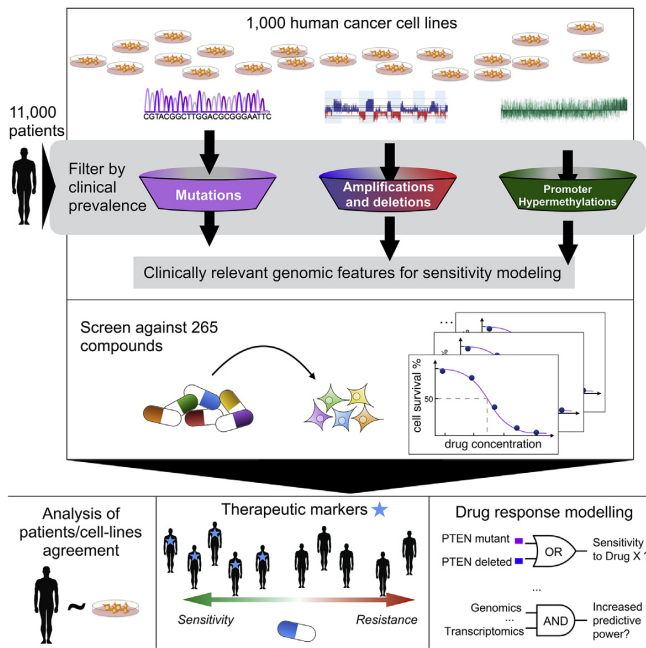 1,000 human cancer cell lines
11,000
patients
CGTACGGCTTGGACGCGGGAATTC
Filter by
clinical
prevalence
Mutations
Amplifications
and deletions
Promoter
Hypermethylations
Clinically relevant genomic features for sensitivity modeling
Screen against 265
compounds
...
cell survival %
50
drug concentration
Analysis of
patients/cell-lines
agreement
~
Therapeutic markers
Sensitivity
Resistance
Drug response modelling
PTEN mutant
PTEN deleted
OR
Sensitivity
to Drug X ?
...
Genomics
...
Transcriptomics
AND
Increased
predictive
power?